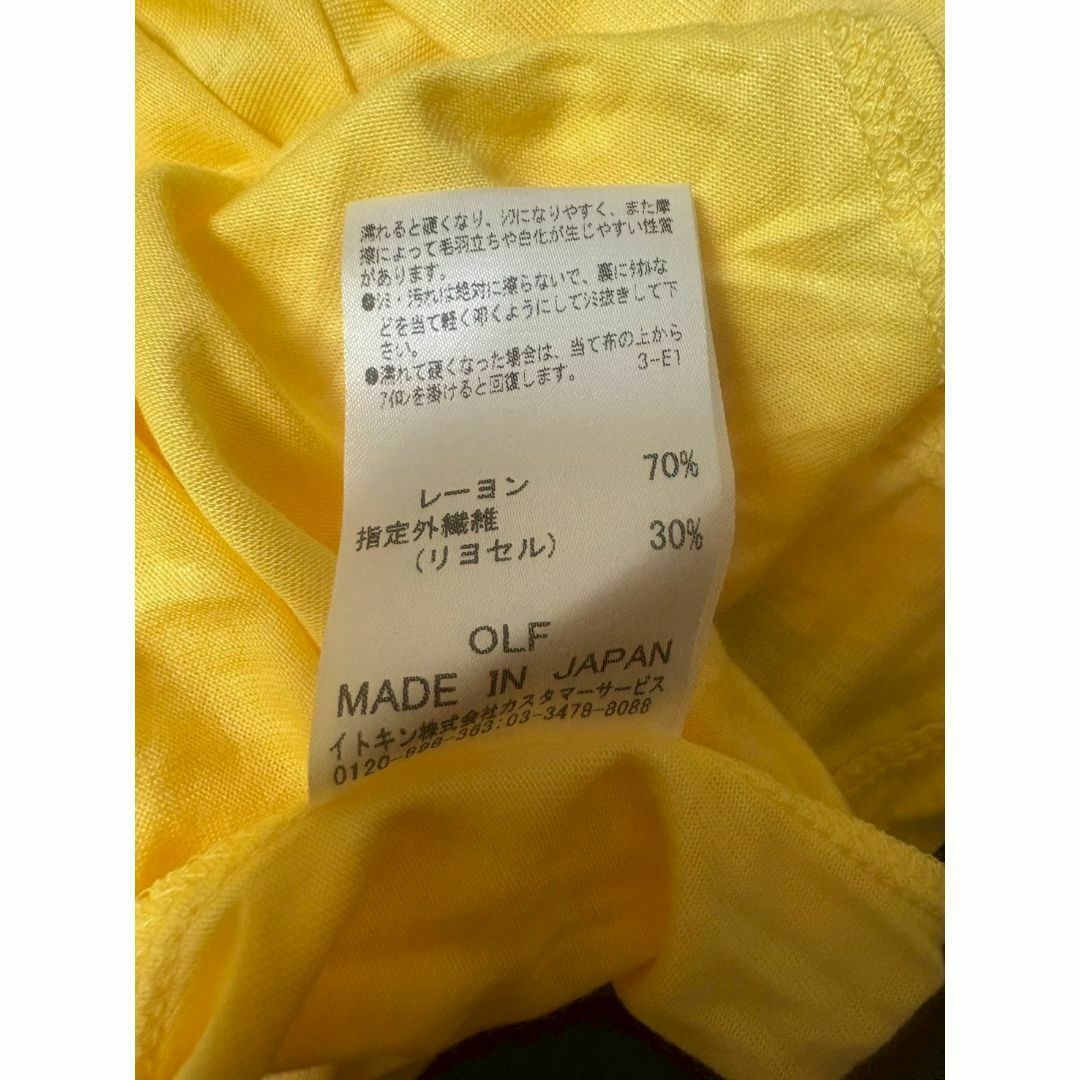 濡れると硬くなり、ｼﾜになりやすく、また摩
擦によって毛羽立ちや白化が生じやすい性質
があります。
●ｼﾐ・汚れは絶対に擦らないで、裏にﾀｵﾙな
どを当て軽く叩くようにしてｼﾐ抜きして下
さい。
●濡れて硬くなった場合は、当て布の上から
ｱｲﾛﾝを掛けると回復します。 3-E1
レーヨン 70%
指定外繊維
(リヨセル) 30%
OLF
MADE IN JAPAN
イトキン株式会社カスタマーサービス
0120-888-363:03-3478-8088